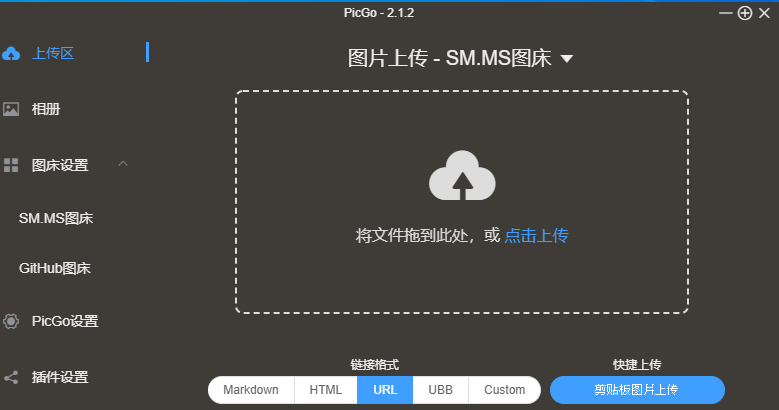 PicGo - 2.1.2
上传区
相册
图床设置
SM.MS图床
GitHub图床
PicGo设置
插件设置
图片上传 - SM.MS图床
将文件拖到此处，或 点击上传
链接格式
Markdown HTML URL UBB Custom
快捷上传
剪贴板图片上传